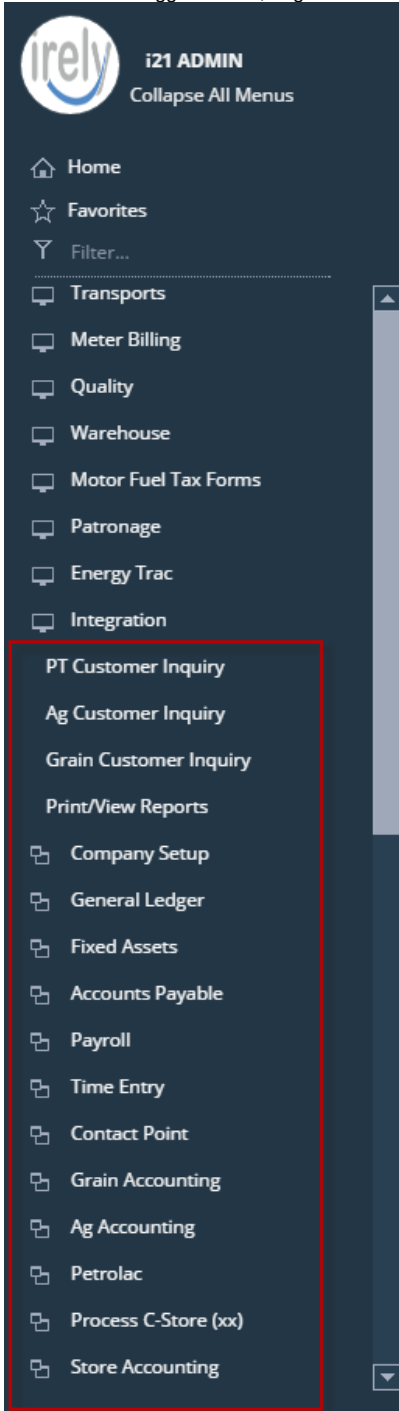 irely
i21 ADMIN
Collapse All Menus
Home
Favorites
Filter...
Transports
Meter Billing
Quality
Warehouse
Motor Fuel Tax Forms
Patronage
Energy Trac
Integration
PT Customer Inquiry
Ag Customer Inquiry
Grain Customer Inquiry
Print/View Reports
Company Setup
General Ledger
Fixed Assets
Accounts Payable
Payroll
Time Entry
Contact Point
Grain Accounting
Ag Accounting
Petrolac
Process C-Store (xx)
Store Accounting